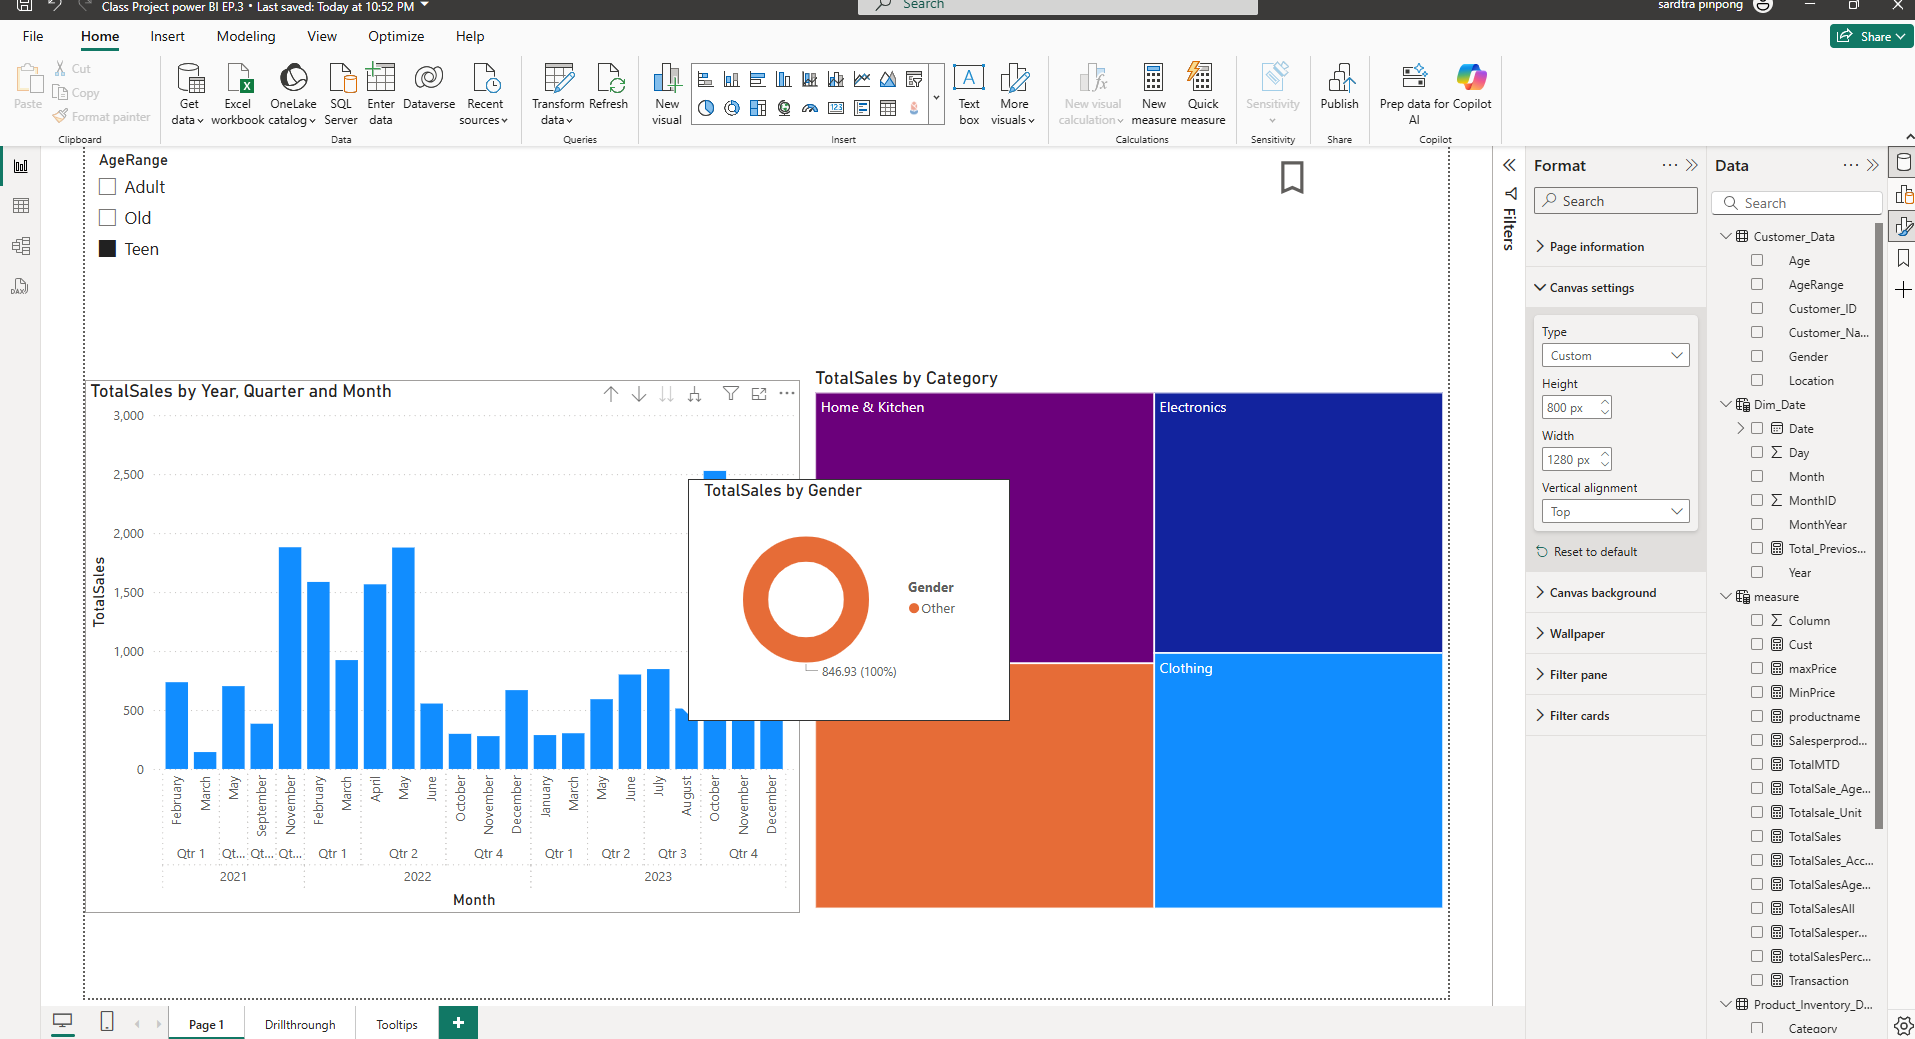 Class Project power BI EP.3 • Last saved: Today at 10:52 PM
Search
sardtra pinpong
File
Home
Insert
Modeling
View
Optimize
Help
Share
Paste
Cut
Copy
Format painter
Clipboard
Get data
Excel workbook
OneLake catalog
SQL Server
Enter data
Dataverse
Recent sources
Data
Transform data
Refresh
Queries
New visual
Text box
More visuals
Insert
New visual calculation
New measure
Quick measure
Calculations
Sensitivity
Sensitivity
Publish
Share
Prep data for AI
Copilot
Copilot
AgeRange
Adult
Old
Teen
TotalSales by Year, Quarter and Month
3,000
2,500
2,000
1,500
1,000
500
0
TotalSales
February
March
May
September
November
February
March
April
May
June
October
November
December
January
March
May
June
July
August
October
November
December
Qtr 1
Qt...
Qt...
Qt...
Qtr 1
Qtr 2
Qtr 4
Qtr 1
Qtr 2
Qtr 3
Qtr 4
2021
2022
2023
Month
TotalSales by Category
Home & Kitchen
Electronics
Clothing
TotalSales by Gender
Gender
Other
846.93 (100%)
Filters
Format
Search
Page information
Canvas settings
Type
Custom
Height
800 px
Width
1280 px
Vertical alignment
Top
Reset to default
Canvas background
Wallpaper
Filter pane
Filter cards
Data
Search
Customer_Data
Age
AgeRange
Customer_ID
Customer_Na...
Gender
Location
Dim_Date
Date
Day
Month
MonthID
MonthYear
Total_Previos...
Year
measure
Column
Cust
maxPrice
MinPrice
productname
Salesperprod...
TotalMTD
TotalSale_Age...
Totalsale_Unit
TotalSales
TotalSales_Acc...
TotalSalesAge...
TotalSalesAll
TotalSalesper...
totalSalesPerc...
Transaction
Product_Inventory_D...
Category
Page 1
Drillthrough
Tooltips